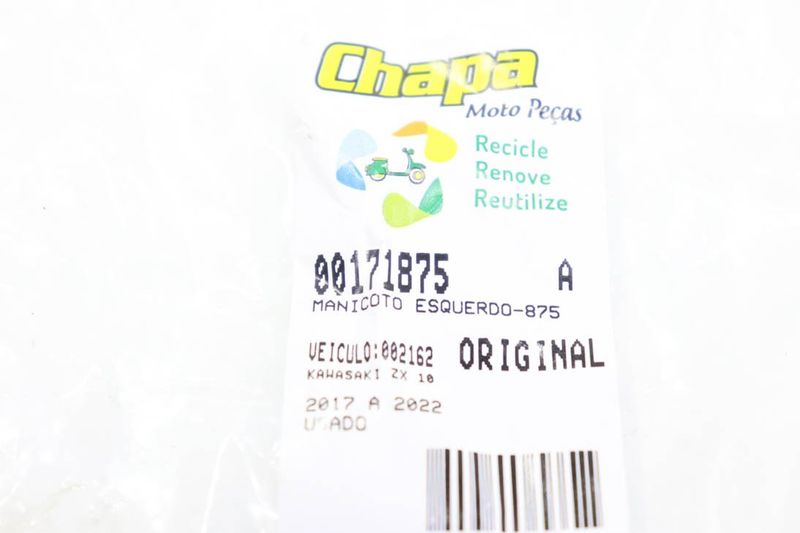 Chapa
Moto Peças
Recicle
Renove
Reutilize
00171875 A
MANICOTO ESQUERDO-875
VEICULO:002162 ORIGINAL
KAWASAKI ZX 10
2017 A 2022
USADO